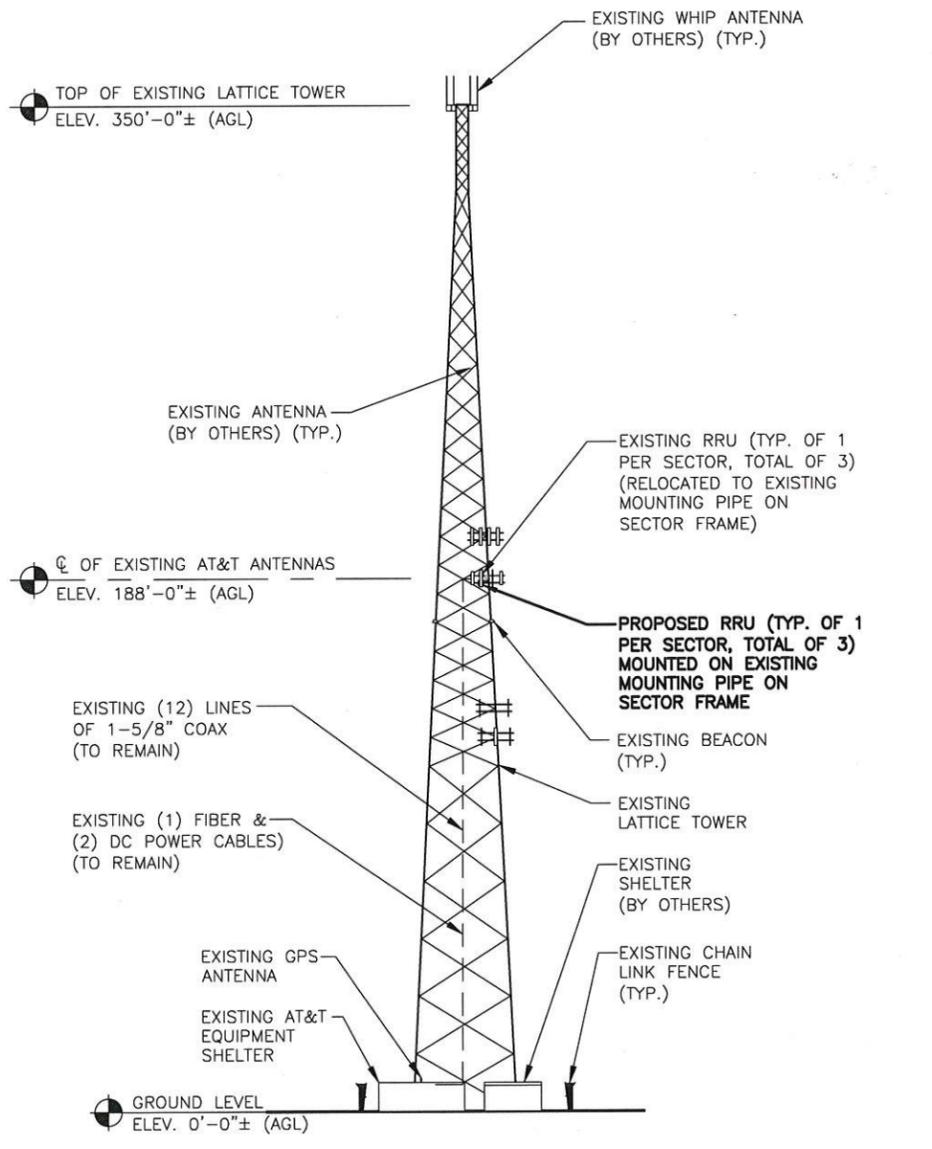 EXISTING WHIP ANTENNA
(BY OTHERS) (TYP.)
TOP OF EXISTING LATTICE TOWER
ELEV. 350'-0"± (AGL)
EXISTING ANTENNA
(BY OTHERS) (TYP.)
EXISTING RRU (TYP. OF 1
PER SECTOR, TOTAL OF 3)
(RELOCATED TO EXISTING
MOUNTING PIPE ON
SECTOR FRAME)
℄ OF EXISTING AT&T ANTENNAS
ELEV. 188'-0"± (AGL)
PROPOSED RRU (TYP. OF 1
PER SECTOR, TOTAL OF 3)
MOUNTED ON EXISTING
MOUNTING PIPE ON
SECTOR FRAME
EXISTING (12) LINES
OF 1-5/8" COAX
(TO REMAIN)
EXISTING BEACON
(TYP.)
EXISTING
LATTICE TOWER
EXISTING (1) FIBER &
(2) DC POWER CABLES)
(TO REMAIN)
EXISTING
SHELTER
(BY OTHERS)
EXISTING GPS
ANTENNA
EXISTING CHAIN
LINK FENCE
(TYP.)
EXISTING AT&T
EQUIPMENT
SHELTER
GROUND LEVEL
ELEV. 0'-0"± (AGL)